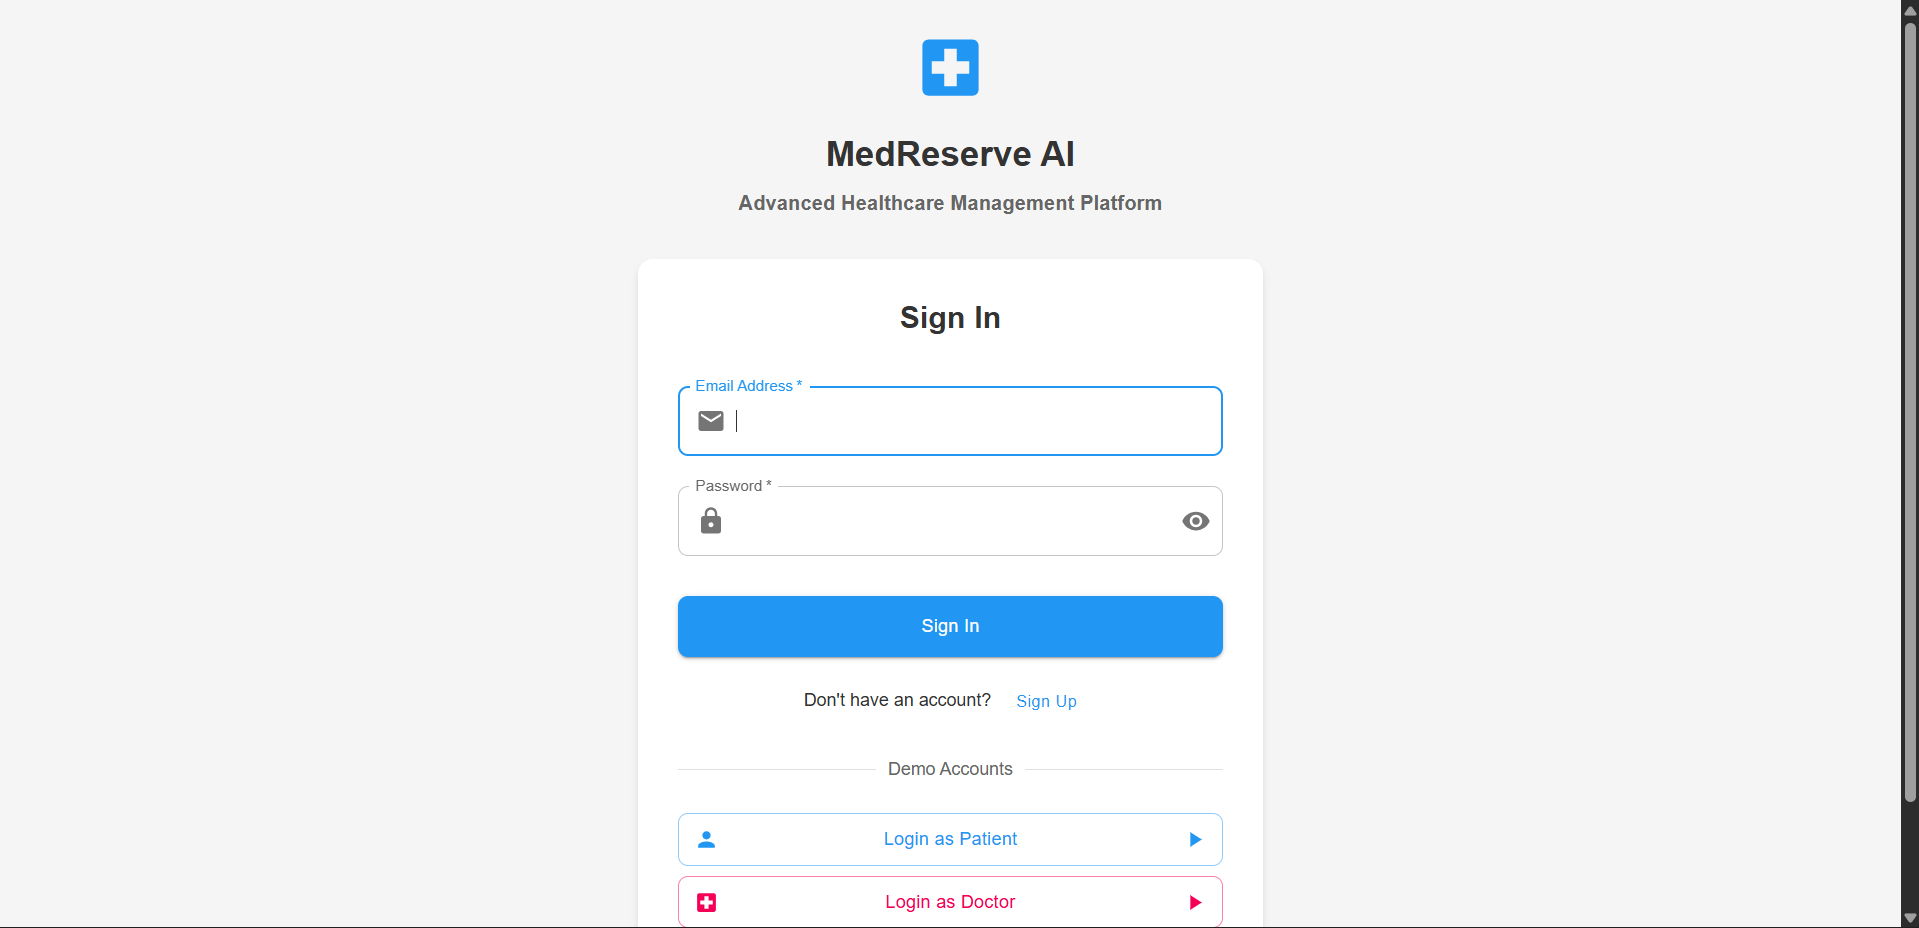 MedReserve AI
Advanced Healthcare Management Platform
Sign In
Email Address *
Password *
Sign In
Don't have an account? Sign Up
Demo Accounts
Login as Patient
Login as Doctor